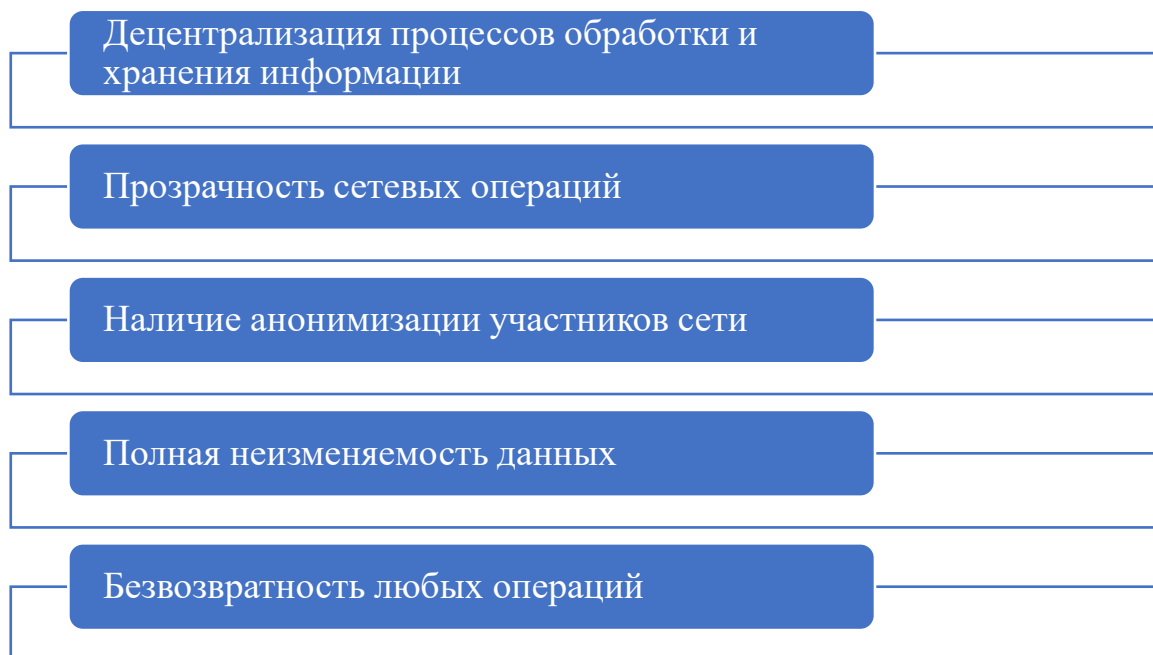 Децентрализация процессов обработки и
хранения информации
Прозрачность сетевых операций
Наличие анонимизации участников сети
Полная неизменяемость данных
Безвозвратность любых операций